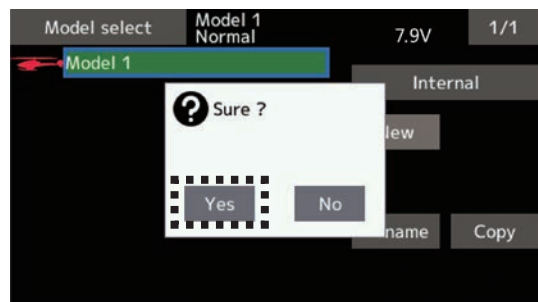 Model select
Model 1
Normal
7.9V
1/1
Model 1
Internal
Sure ?
Yes
No
Copy